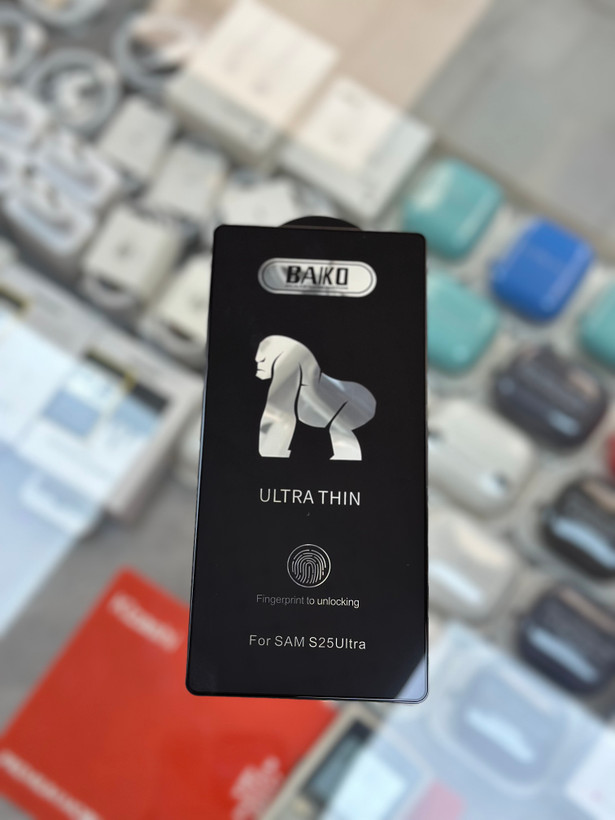 BAIKO
ULTRA THIN
Fingerprint to unlocking
For SAM S25Ultra